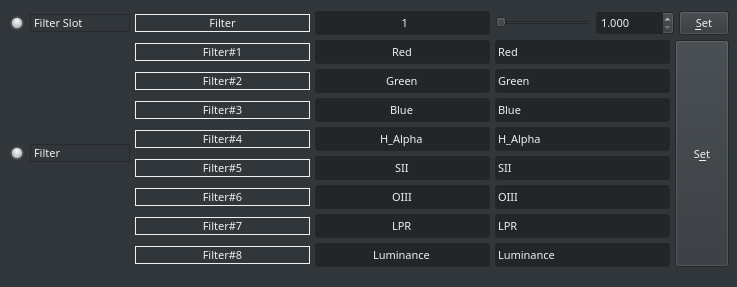 Filter Slot Filter 1 1.000 Set
Filter#1 Red Red
Filter#2 Green Green
Filter#3 Blue Blue
Filter#4 H_Alpha H_Alpha
Filter Set
Filter#5 SII SII
Filter#6 OIII OIII
Filter#7 LPR LPR
Filter#8 Luminance Luminance